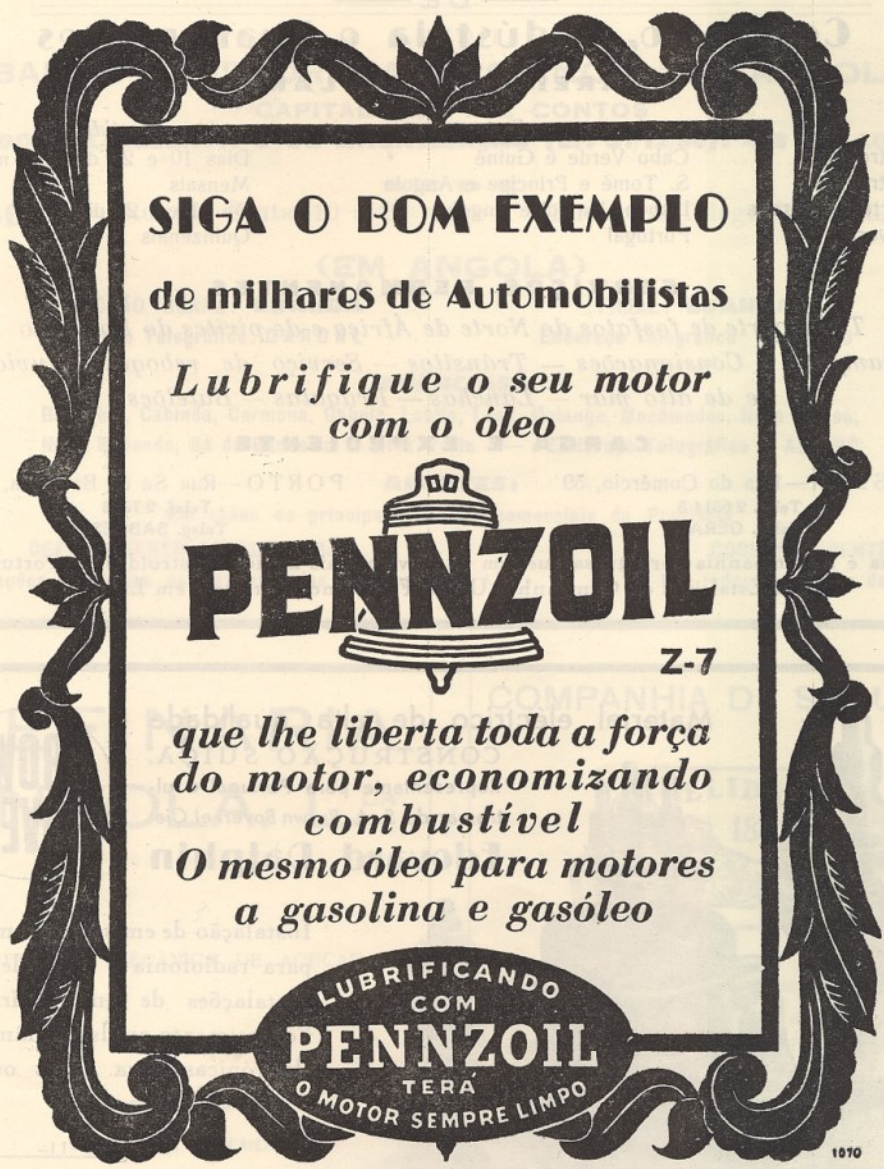 SIGA O BOM EXEMPLO
de milhares de Automobilistas
Lubrifique o seu motor
com o óleo
PENNZOIL
Z-7
que lhe liberta toda a força
do motor, economizando
combustível
O mesmo óleo para motores
a gasolina e gasóleo
LUBRIFICANDO
COM
PENNZOIL
TERÁ
O MOTOR SEMPRE LIMPO
1070